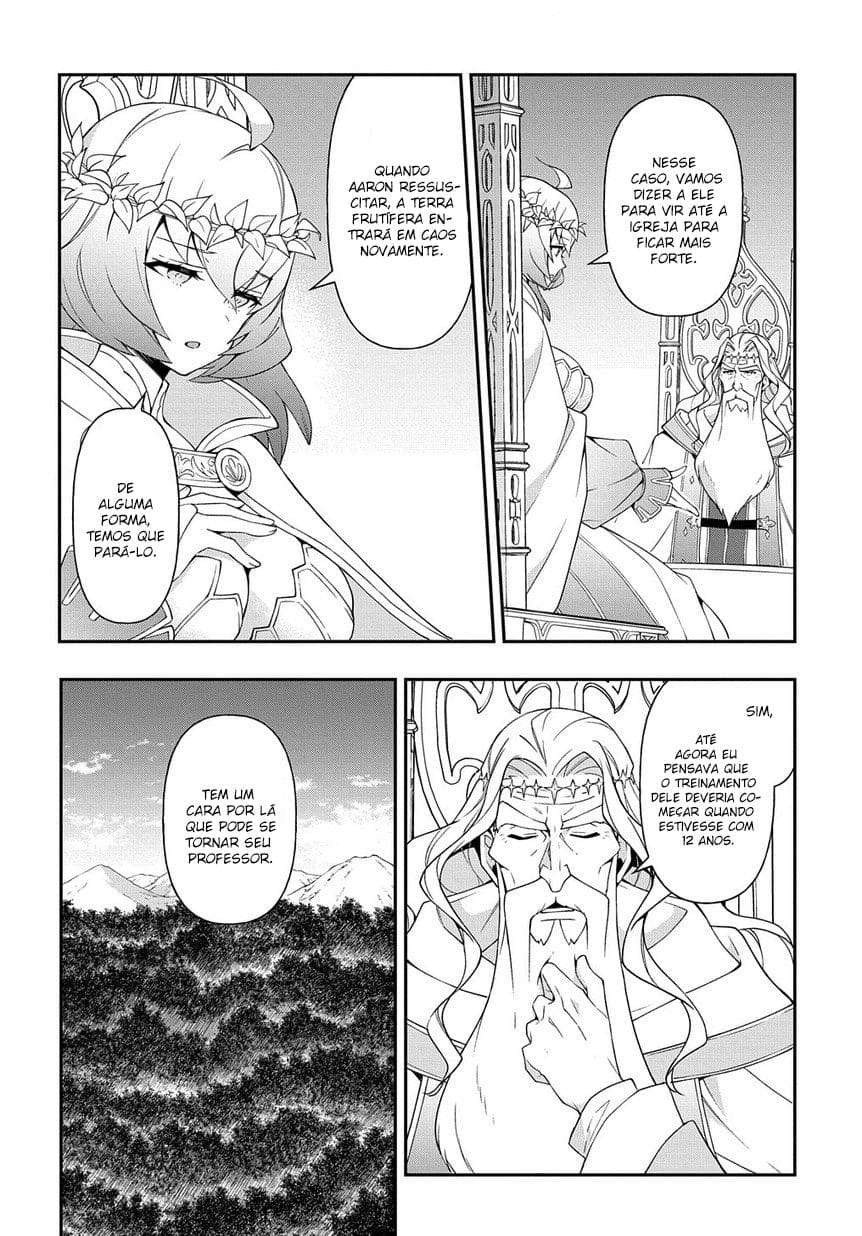 NESSE
CASO, VAMOS
DIZER A ELE
PARA VIR ATÉ A
IGREJA PARA
FICAR MAIS
FORTE.
QUANDO
AARON RESSUS-
CITAR, A TERRA
FRUTÍFERA EN-
TRARÁ EM CAOS
NOVAMENTE.
DE
ALGUMA
FORMA,
TEMOS QUE
PARÁ-LO.
SIM,
ATÉ
AGORA EU
PENSAVA QUE
O TREINAMENTO
DELE DEVERIA CO-
MEÇAR QUANDO
ESTIVESSE COM
12 ANOS.
TEM UM
CARA POR LÁ
QUE PODE SE
TORNAR SEU
PROFESSOR.